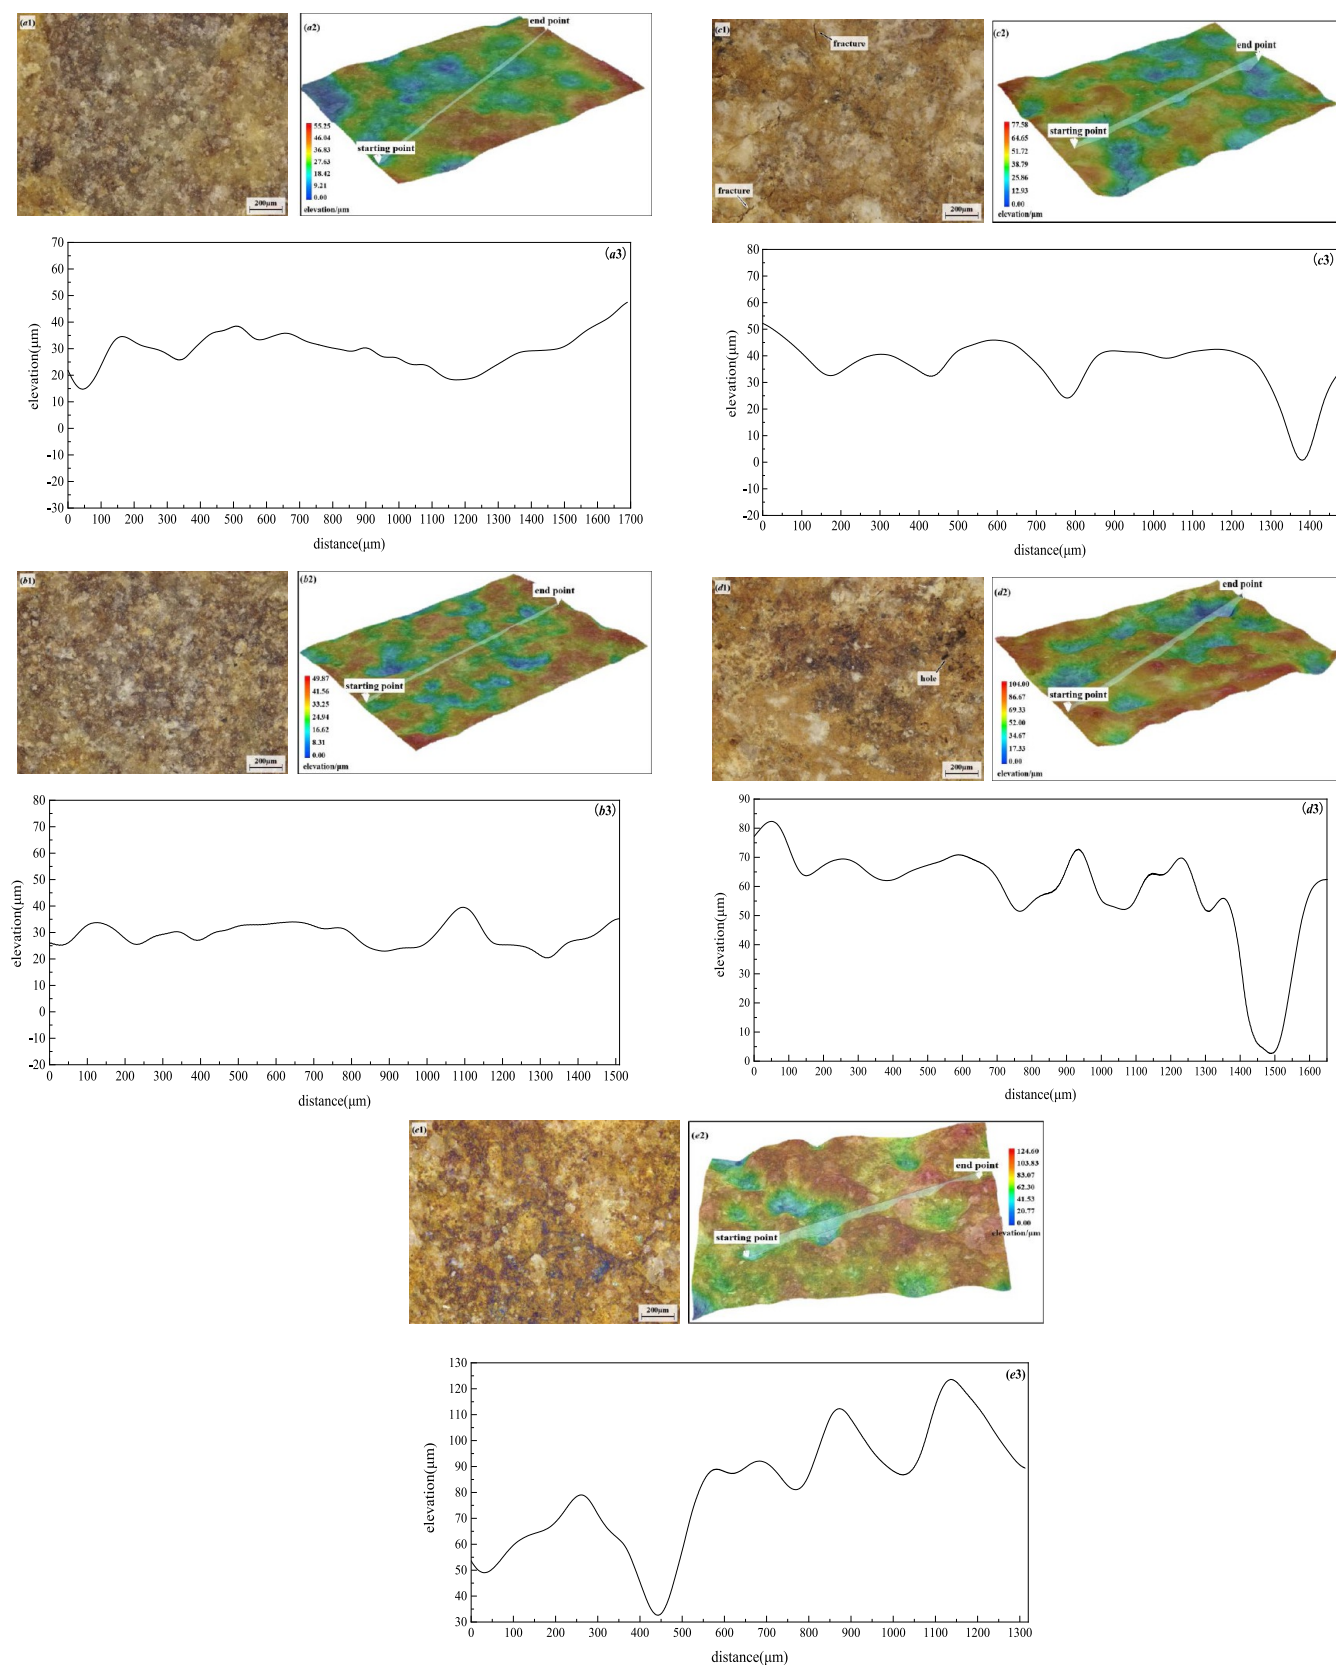 (a1)
200μm
(a2)
end point
starting point
55.25
46.04
36.83
27.63
18.42
9.21
0.00
elevation/μm
(c1)
fracture
fracture
200μm
(c2)
end point
starting point
77.58
64.65
51.72
38.79
25.86
12.93
0.00
elevation/μm
(a3)
70
60
50
40
30
20
10
0
-10
-20
-30
elevation(μm)
0 100 200 300 400 500 600 700 800 900 1000 1100 1200 1300 1400 1500 1600 1700
distance(μm)
(c3)
80
70
60
50
40
30
20
10
0
-10
-20
elevation(μm)
0 100 200 300 400 500 600 700 800 900 1000 1100 1200 1300 1400
distance(μm)
(b1)
200μm
(b2)
end point
starting point
49.87
41.56
33.25
24.94
16.62
8.31
0.00
elevation/μm
(d1)
hole
200μm
(d2)
end point
starting point
104.00
86.67
69.33
52.00
34.67
17.33
0.00
elevation/μm
(b3)
80
70
60
50
40
30
20
10
0
-10
-20
elevation(μm)
0 100 200 300 400 500 600 700 800 900 1000 1100 1200 1300 1400 1500
distance(μm)
(d3)
90
80
70
60
50
40
30
20
10
0
elevation(μm)
0 100 200 300 400 500 600 700 800 900 1000 1100 1200 1300 1400 1500 1600
distance(μm)
(e1)
200μm
(e2)
end point
starting point
124.60
103.83
83.07
62.30
41.53
20.77
0.00
elevation/μm
(e3)
130
120
110
100
90
80
70
60
50
40
30
elevation(μm)
0 100 200 300 400 500 600 700 800 900 1000 1100 1200 1300
distance(μm)